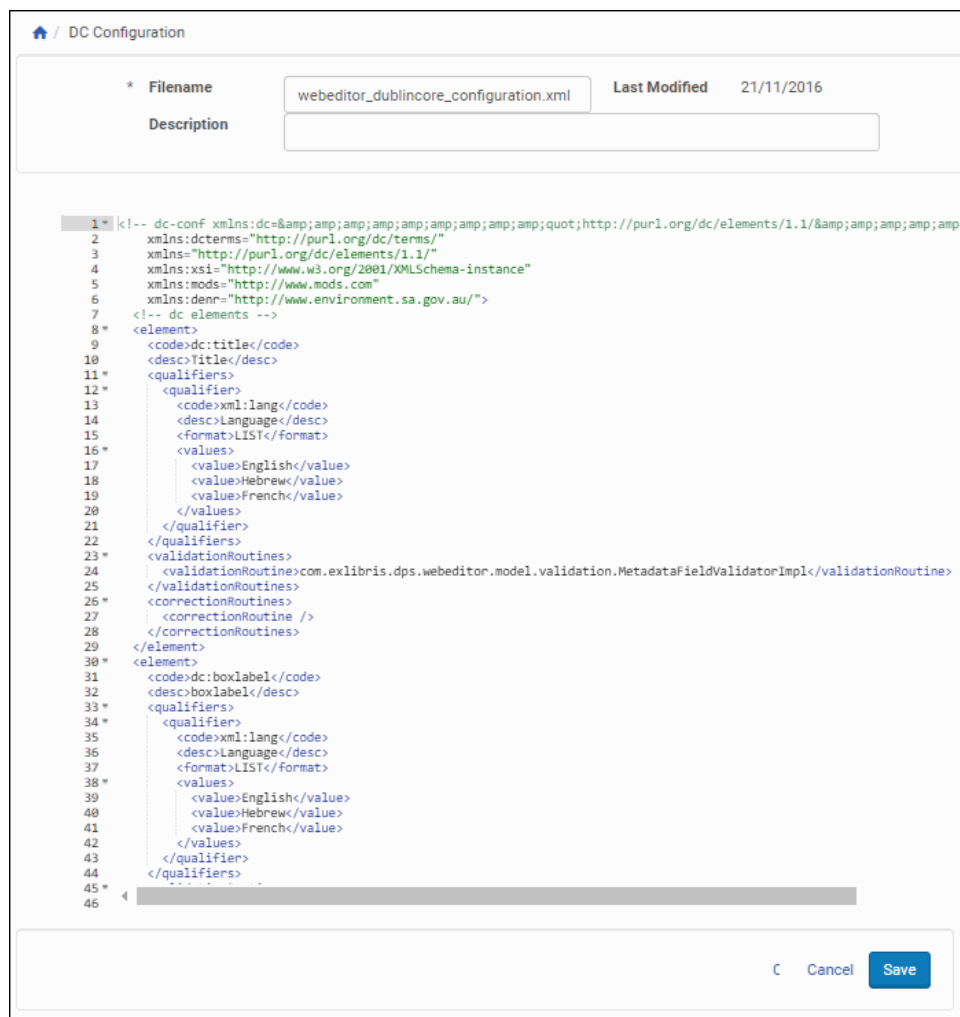 / DC Configuration
* Filename webeditor_dublincore_configuration.xml Last Modified 21/11/2016
Description
1 <!-- dc-conf xmlns:dc=&amp;amp;amp;amp;amp;amp;amp;amp;amp;quot;http://purl.org/dc/elements/1.1/&amp;amp;amp;amp;amp
2 xmlns:dcterms="http://purl.org/dc/terms/"
3 xmlns="http://purl.org/dc/elements/1.1/"
4 xmlns:xsi="http://www.w3.org/2001/XMLSchema-instance"
5 xmlns:mods="http://www.mods.com"
6 xmlns:denr="http://www.environment.sa.gov.au/">
7 <!-- dc elements -->
8 <element>
9 <code>dc:title</code>
10 <desc>Title</desc>
11 <qualifiers>
12 <qualifier>
13 <code>xml:lang</code>
14 <desc>Language</desc>
15 <format>LIST</format>
16 <values>
17 <value>English</value>
18 <value>Hebrew</value>
19 <value>French</value>
20 </values>
21 </qualifier>
22 </qualifiers>
23 <validationRoutines>
24 <validationRoutine>com.exlibris.dps.webeditor.model.validation.MetadataFieldValidatorImpl</validationRoutine>
25 </validationRoutines>
26 <correctionRoutines>
27 <correctionRoutine />
28 </correctionRoutines>
29 </element>
30 <element>
31 <code>dc:boxlabel</code>
32 <desc>boxlabel</desc>
33 <qualifiers>
34 <qualifier>
35 <code>xml:lang</code>
36 <desc>Language</desc>
37 <format>LIST</format>
38 <values>
39 <value>English</value>
40 <value>Hebrew</value>
41 <value>French</value>
42 </values>
43 </qualifier>
44 </qualifiers>
45
46
C Cancel Save